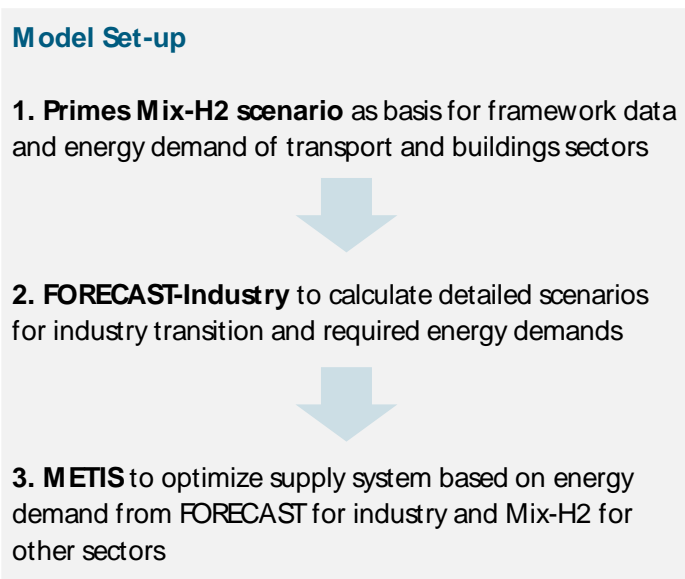 Model Set-up
1. Primes Mix-H2 scenario as basis for framework data
and energy demand of transport and buildings sectors
2. FORECAST-Industry to calculate detailed scenarios
for industry transition and required energy demands
3. METIS to optimize supply system based on energy
demand from FORECAST for industry and Mix-H2 for
other sectors